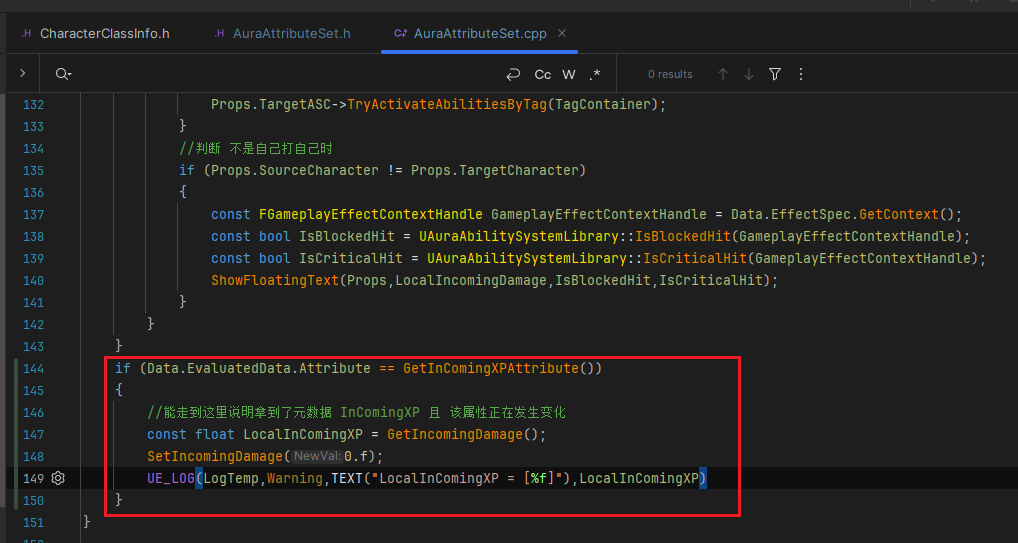 .H CharacterClassInfo.h .H AuraAttributeSet.h C+ AuraAttributeSet.cpp ×
Cc W .* 0 results
132 Props.TargetASC->TryActivateAbilitiesByTag(TagContainer);
133 }
134 //判断 不是自己打自己时
135 if (Props.SourceCharacter != Props.TargetCharacter)
136 {
137 const FGameplayEffectContextHandle GameplayEffectContextHandle = Data.EffectSpec.GetContext();
138 const bool IsBlockedHit = UAuraAbilitySystemLibrary::IsBlockedHit(GameplayEffectContextHandle);
139 const bool IsCriticalHit = UAuraAbilitySystemLibrary::IsCriticalHit(GameplayEffectContextHandle);
140 ShowFloatingText(Props,LocalIncomingDamage,IsBlockedHit,IsCriticalHit);
141 }
142 }
143 }
144 if (Data.EvaluatedData.Attribute == GetInComingXPAttribute())
145 {
146 //能走到这里说明拿到了元数据 InComingXP 且 该属性正在发生变化
147 const float LocalInComingXP = GetIncomingDamage();
148 SetIncomingDamage(NewVal: 0.f);
149 UE_LOG(LogTemp,Warning,TEXT("LocalInComingXP = [%f]"),LocalInComingXP)
150 }
151 }